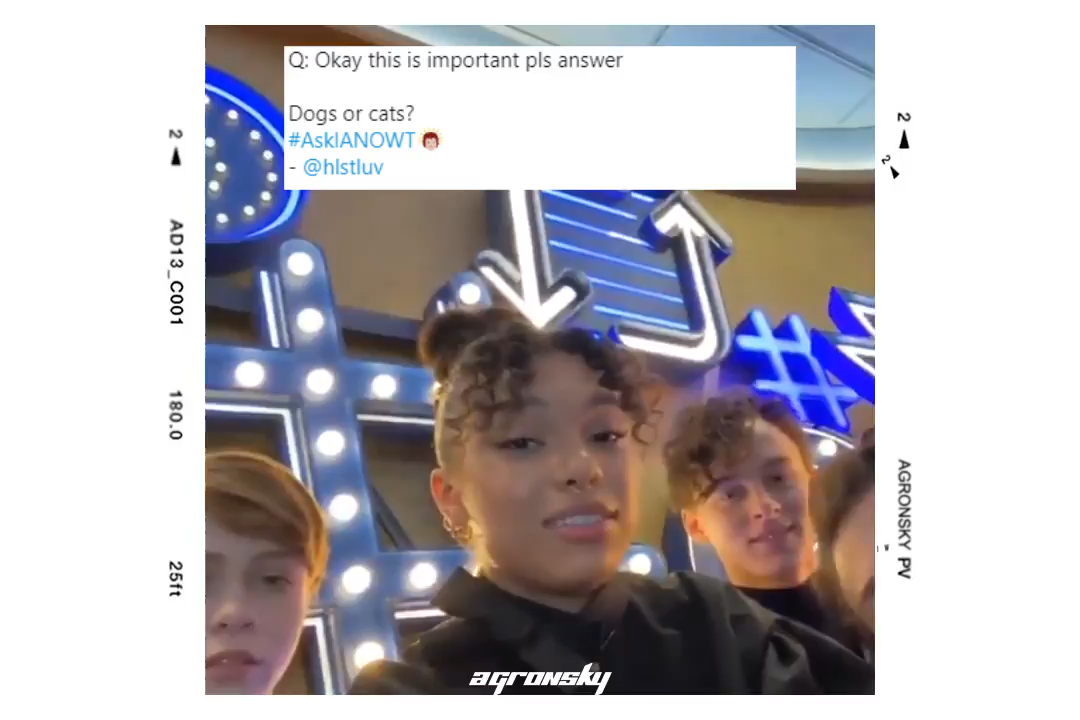 Q: Okay this is important pls answer
Dogs or cats?
#AskIANOWT
- @hlstluv
2
AD13_C001
180.0
25ft
2
2
AGRONSKY PV
#
agronsky